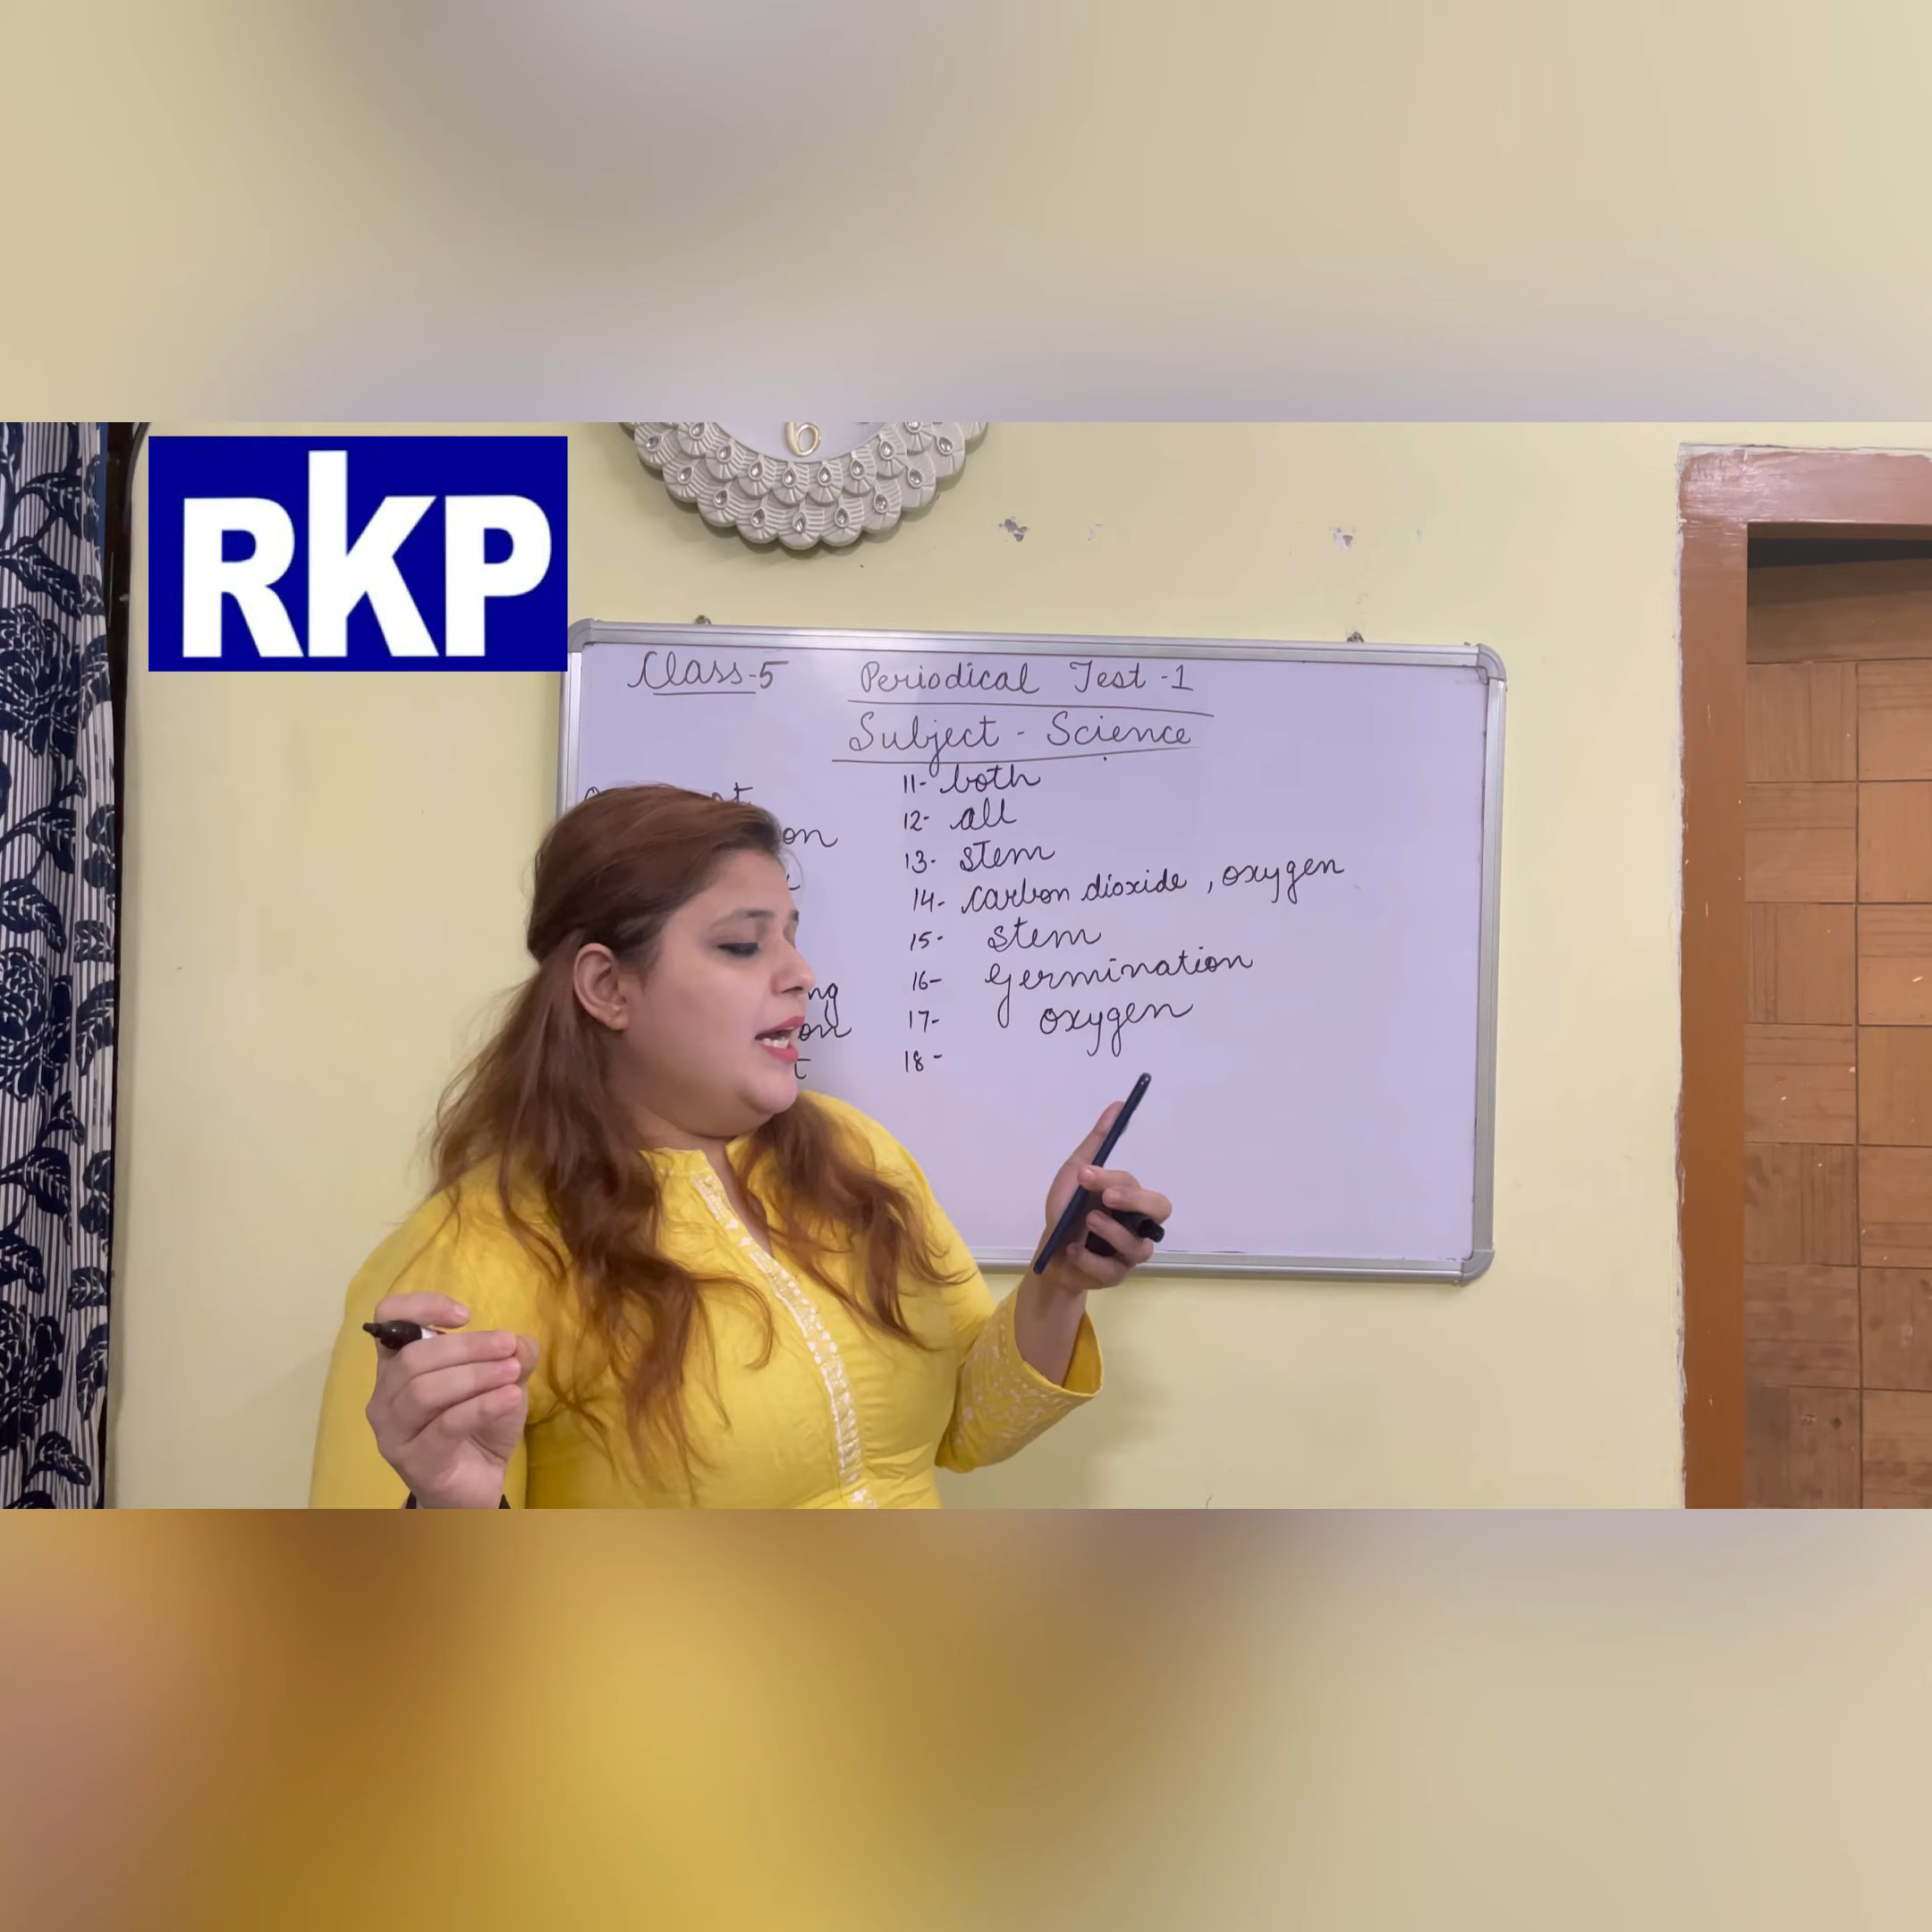 6
RKP
Class-5 Periodical Test-1
Subject - Science
11- both
12- all
13- stem
14- carbon dioxide, oxygen
15- stem
16- Germination
17- oxygen
18-